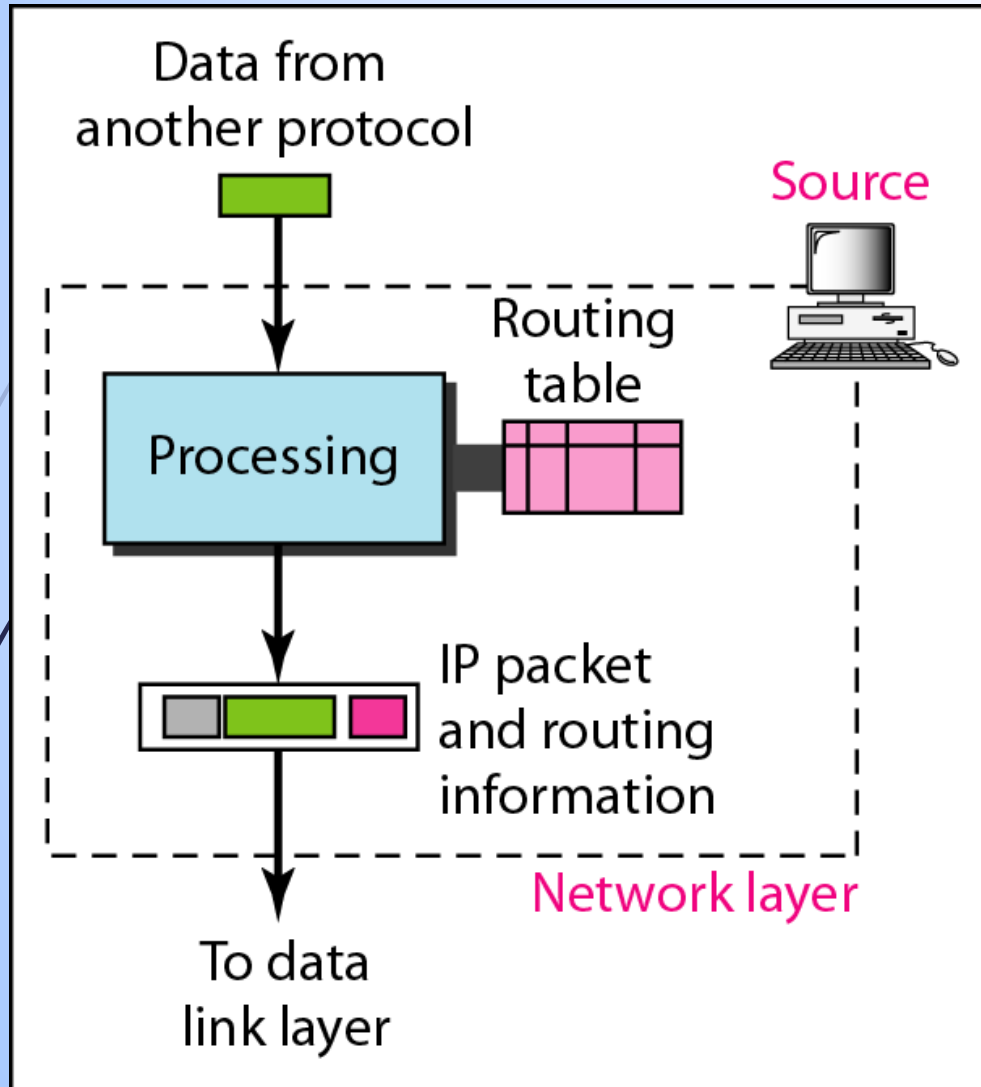 Data from
another protocol
Source
Routing
table
Processing
IP packet
and routing
information
Network layer
To data
link layer